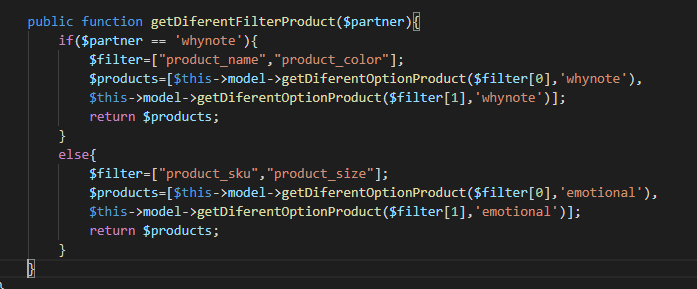 public function getDiferentFilterProduct($partner){
if($partner == 'whynote'){
$filter=["product_name","product_color"];
$products=[$this->model->getDiferentOptionProduct($filter[0],'whynote'),
$this->model->getDiferentOptionProduct($filter[1],'whynote')];
return $products;
}
else{
$filter=["product_sku","product_size"];
$products=[$this->model->getDiferentOptionProduct($filter[0],'emotional'),
$this->model->getDiferentOptionProduct($filter[1],'emotional')];
return $products;
}
}
}